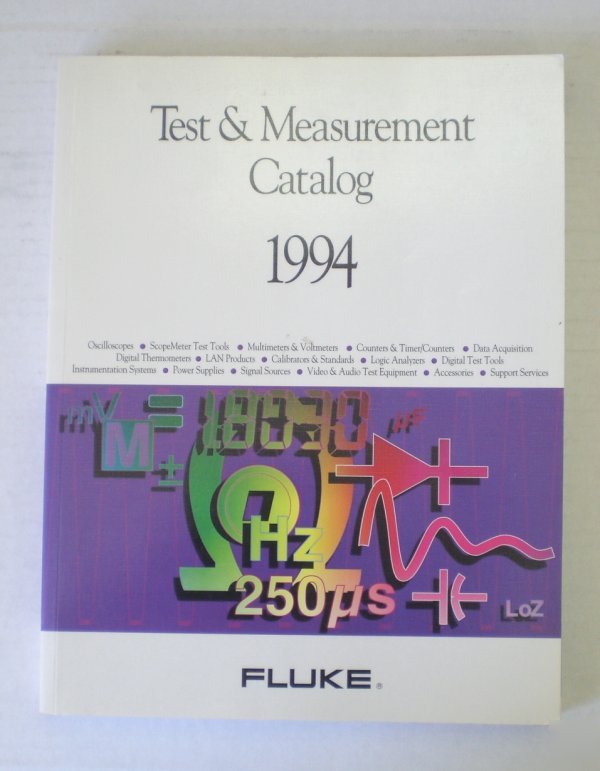 Test & Measurement
Catalog
1994
Oscilloscopes • ScopeMeter Test Tools • Multimeters & Voltmeters • Counters & Timer/Counters • Data Acquisition
Digital Thermometers • LAN Products • Calibrators & Standards • Logic Analyzers • Digital Test Tools
Instrumentation Systems • Power Supplies • Signal Sources • Video & Audio Test Equipment • Accessories • Support Services
mV
M
±
µs
Ω
Hz
250µs
LoZ
FLUKE®